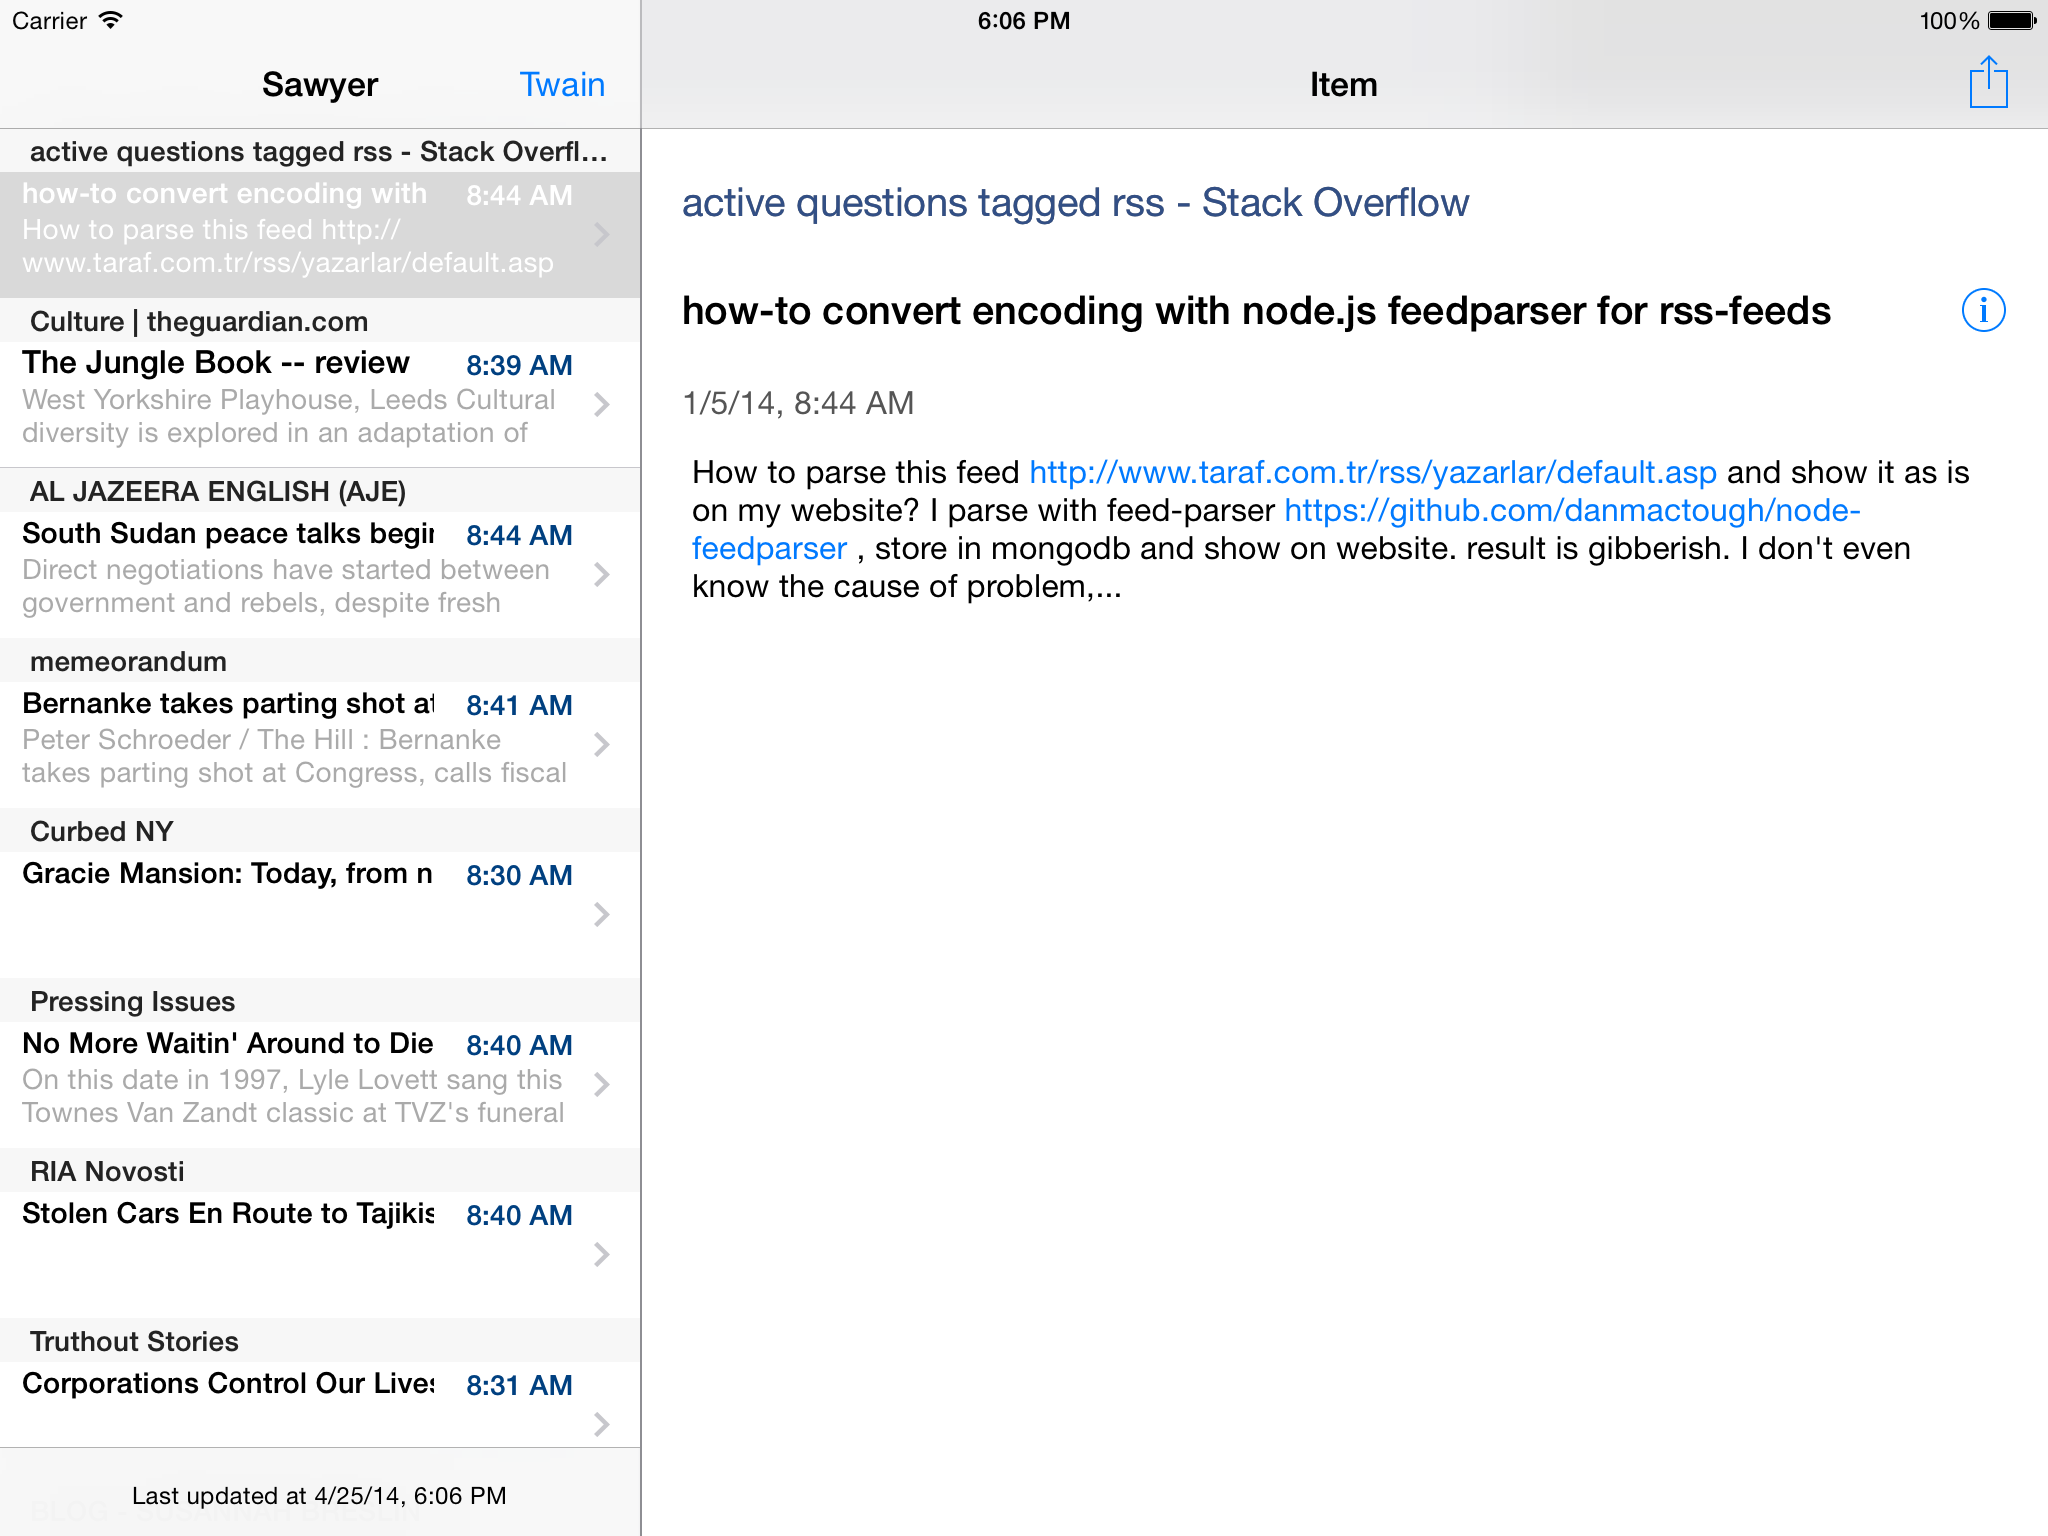 Carrier
6:06 PM
100%
Sawyer
Twain
active questions tagged rss - Stack Overfl...
how-to convert encoding with
8:44 AM
How to parse this feed http://
www.taraf.com.tr/rss/yazarlar/default.asp
Culture | theguardian.com
The Jungle Book -- review
8:39 AM
West Yorkshire Playhouse, Leeds Cultural
diversity is explored in an adaptation of
AL JAZEERA ENGLISH (AJE)
South Sudan peace talks begin
8:44 AM
Direct negotiations have started between
government and rebels, despite fresh
memeorandum
Bernanke takes parting shot at
8:41 AM
Peter Schroeder / The Hill : Bernanke
takes parting shot at Congress, calls fiscal
Curbed NY
Gracie Mansion: Today, from n
8:30 AM
Pressing Issues
No More Waitin' Around to Die
8:40 AM
On this date in 1997, Lyle Lovett sang this
Townes Van Zandt classic at TVZ's funeral
RIA Novosti
Stolen Cars En Route to Tajikis
8:40 AM
Truthout Stories
Corporations Control Our Lives
8:31 AM
Last updated at 4/25/14, 6:06 PM
BLOG - SUSANNAH BRESLIN
Item
active questions tagged rss - Stack Overflow
how-to convert encoding with node.js feedparser for rss-feeds
1/5/14, 8:44 AM
How to parse this feed http://www.taraf.com.tr/rss/yazarlar/default.asp and show it as is
on my website? I parse with feed-parser https://github.com/danmactough/node-
feedparser , store in mongodb and show on website. result is gibberish. I don't even
know the cause of problem,...